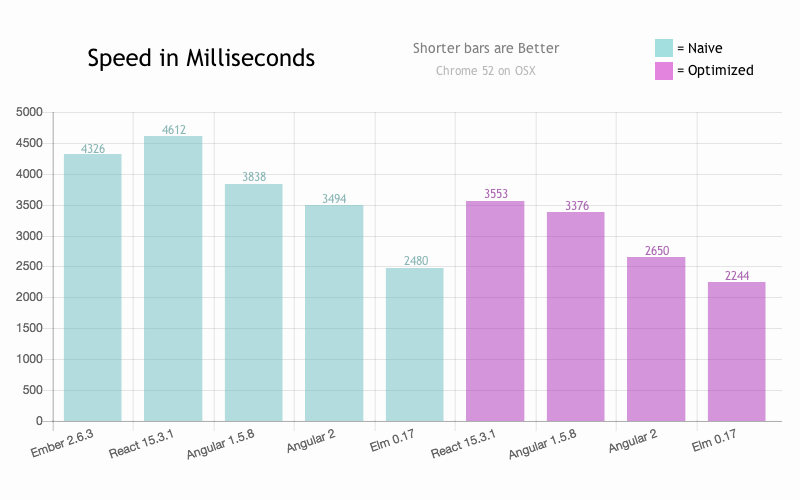 Speed in Milliseconds
Shorter bars are Better
Chrome 52 on OSX
= Naive
= Optimized
5000
4500
4000
3500
3000
2500
2000
1500
1000
500
0
4326
4612
3838
3494
2480
3553
3376
2650
2244
Ember 2.6.3
React 15.3.1
Angular 1.5.8
Angular 2
Elm 0.17
React 15.3.1
Angular 1.5.8
Angular 2
Elm 0.17